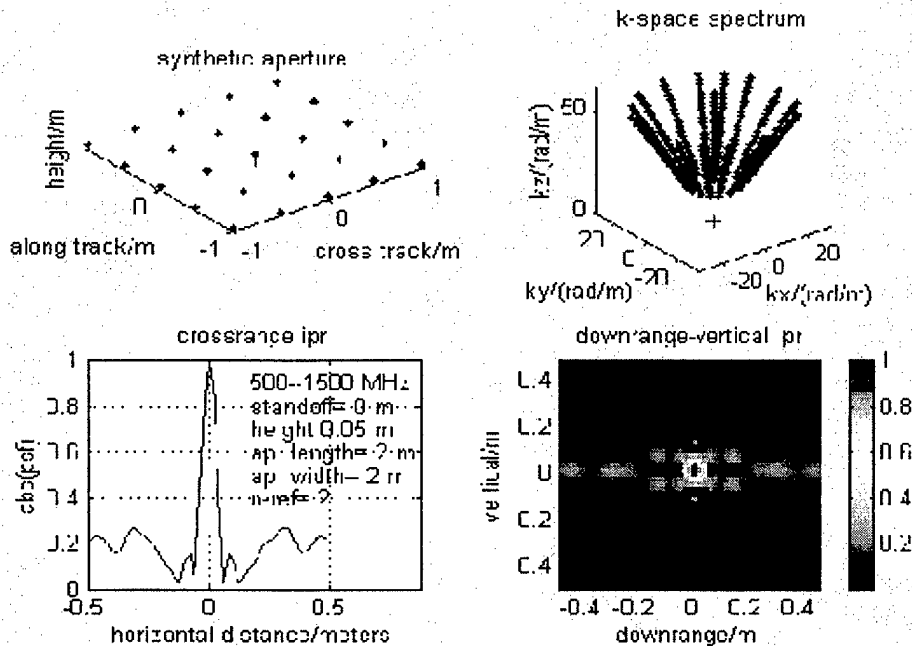 synthetic aperture
height/m
0
along track/m
-1
-1
0
1
cross track/m
k-space spectrum
kz/(rad/m)
50
0
20
-20
ky/(rad/m)
-20
0
20
kx/(rad/m)
crossrange ipr
abs(psf)
1
0.8
0.6
0.4
0.2
0
-0.5
0
0.5
500--1500 MHz
standoff= 0 m
height 0.05 m
ap length= 2 m
ap width= 2 m
n-ref= 2
horizontal distance/meters
downrange-vertical ipr
vertical/m
0.4
0.2
0
0.2
0.4
-0.4 -0.2 0 0.2 0.4
downrange/m
1
0.8
0.6
0.4
0.2